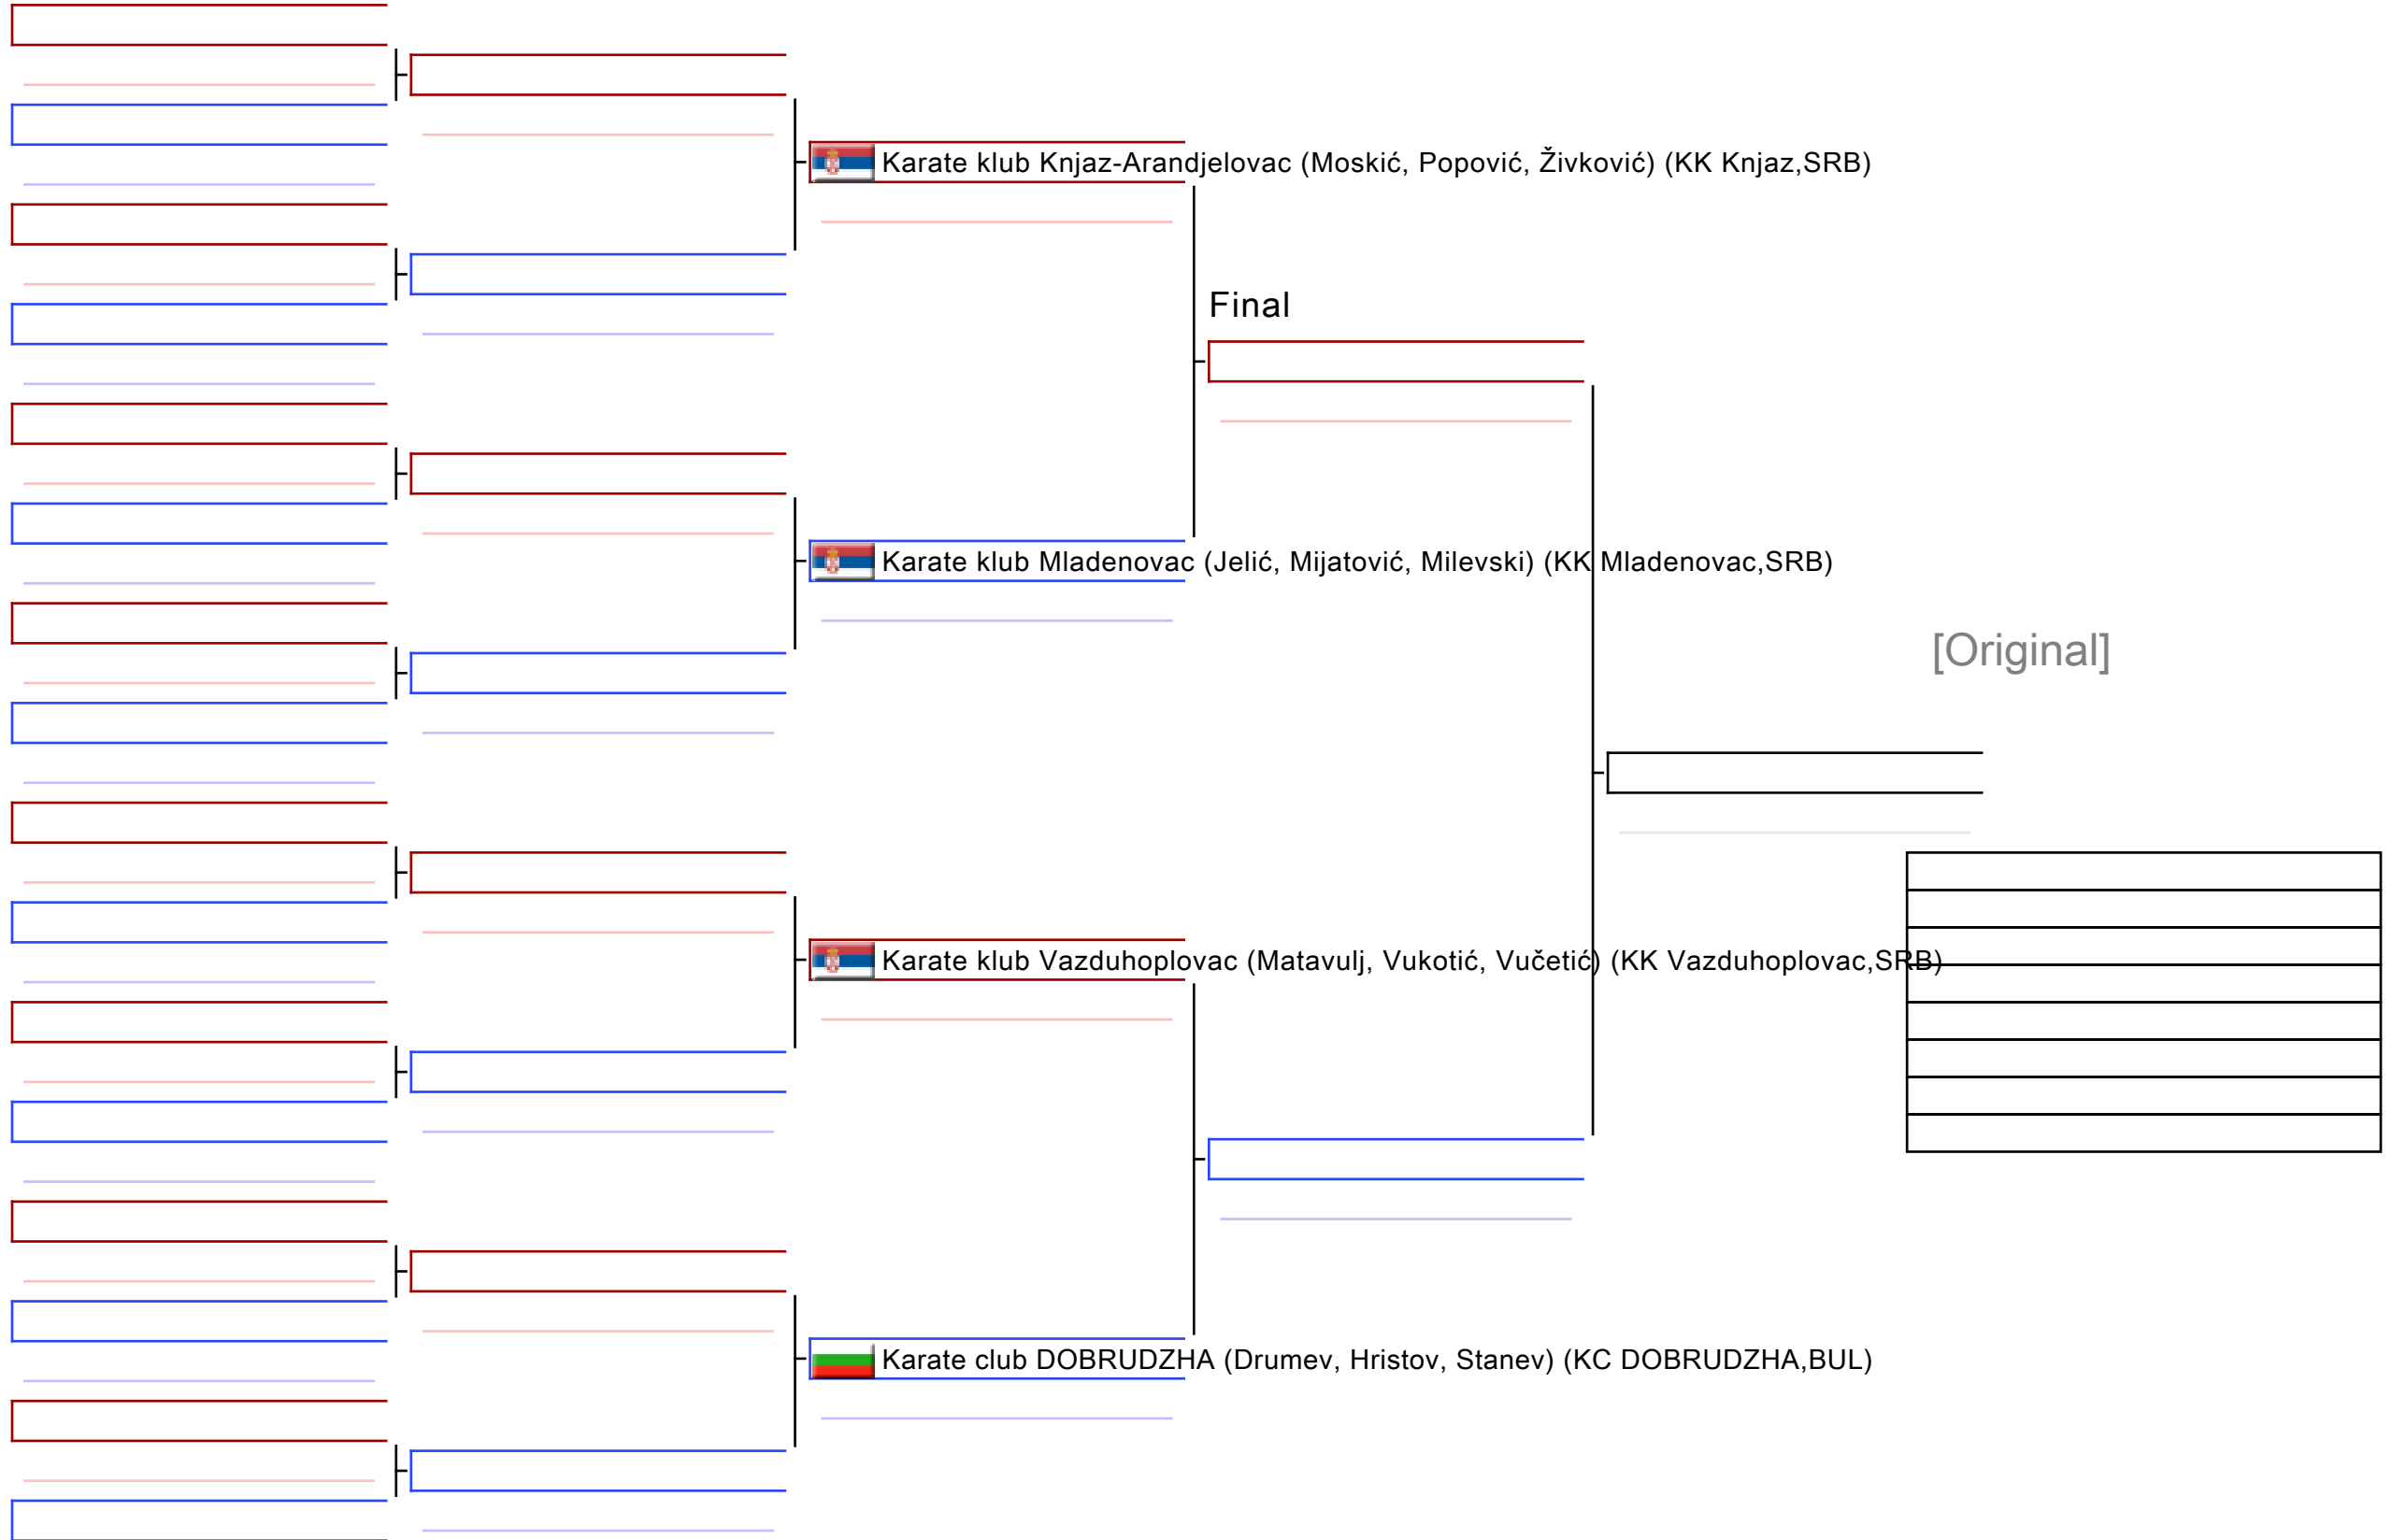 Karate klub Knjaz-Arandjelovac (Moskić, Popović, Živković) (KK Knjaz,SRB)
Final
Karate klub Mladenovac (Jelić, Mijatović, Milevski) (KK Mladenovac,SRB)
[Original]
Karate klub Vazduhoplovac (Matavulj, Vukotić, Vučetić) (KK Vazduhoplovac,SRB)
Karate club DOBRUDZHA (Drumev, Hristov, Stanev) (KC DOBRUDZHA,BUL)